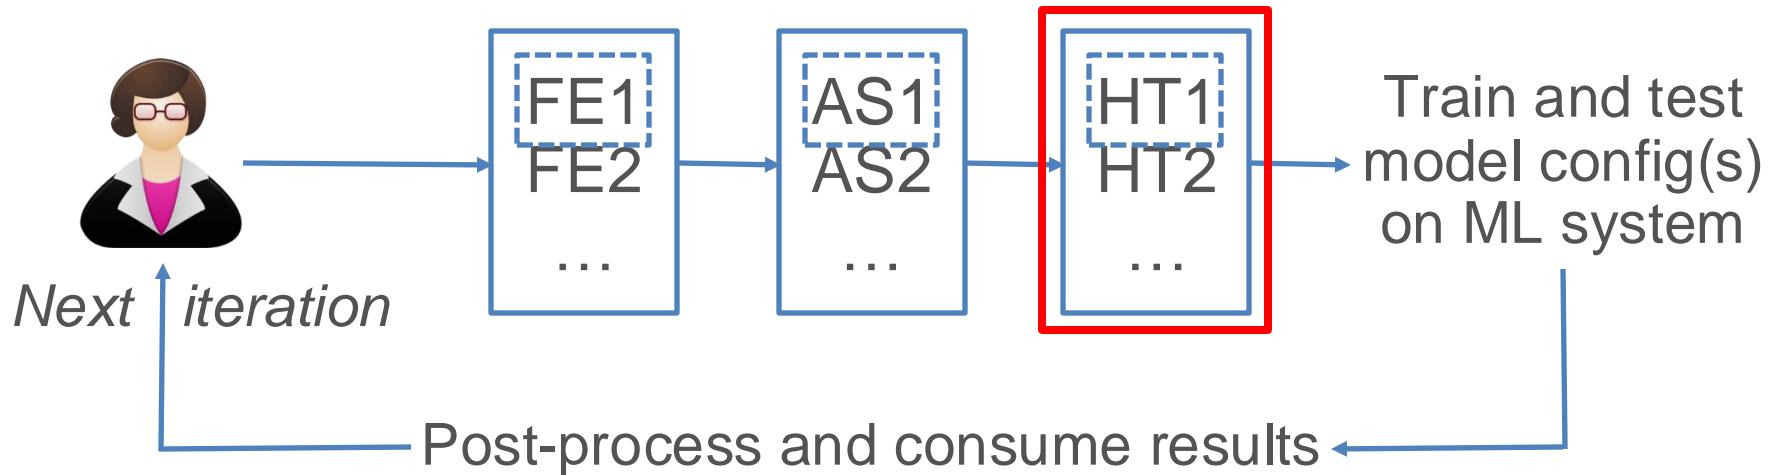 FE1
FE2
…
AS1
AS2
…
HT1
HT2
…
Train and test
model config(s)
on ML system
Next iteration
Post-process and consume results